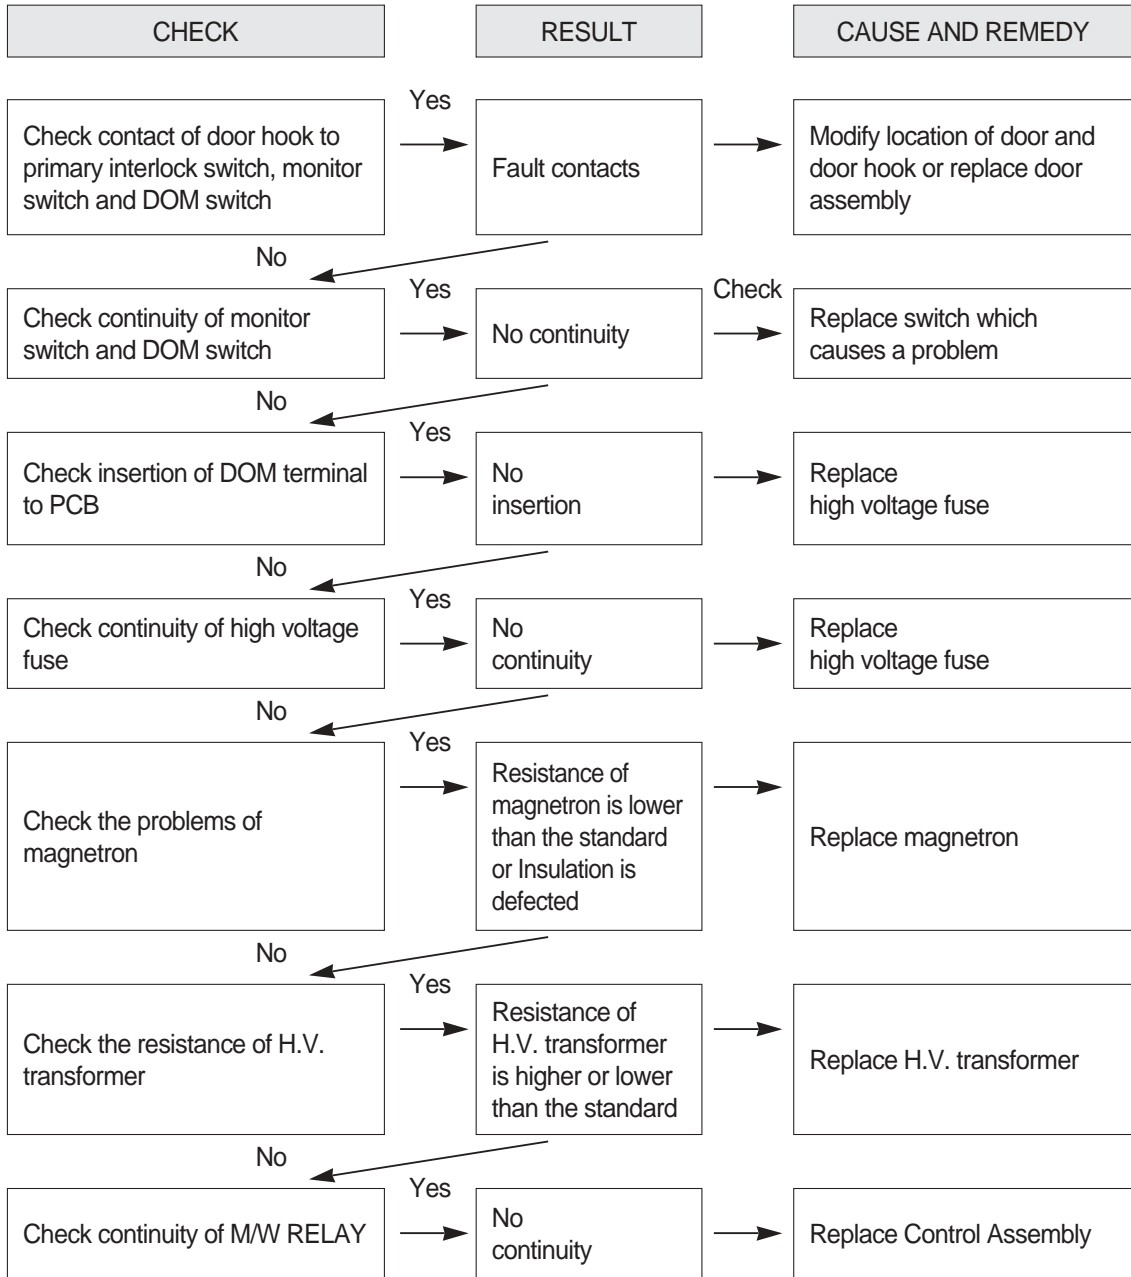 CHECK
RESULT
CAUSE AND REMEDY
Yes
Check contact of door hook to
primary interlock switch, monitor
switch and DOM switch
Fault contacts
Modify location of door and
door hook or replace door
assembly
No
Yes
Check
Check continuity of monitor
switch and DOM switch
No continuity
Replace switch which
causes a problem
No
Yes
Check insertion of DOM terminal
to PCB
No
insertion
Replace
high voltage fuse
No
Yes
Check continuity of high voltage
fuse
No
continuity
Replace
high voltage fuse
No
Yes
Check the problems of
magnetron
Resistance of
magnetron is lower
than the standard
or Insulation is
defected
Replace magnetron
No
Yes
Check the resistance of H.V.
transformer
Resistance of
H.V. transformer
is higher or lower
than the standard
Replace H.V. transformer
No
Yes
Check continuity of M/W RELAY
No
continuity
Replace Control Assembly